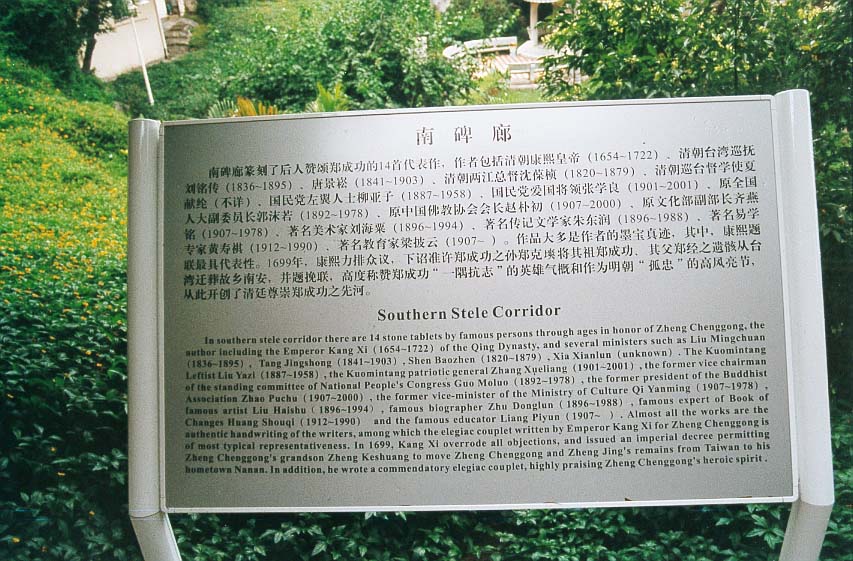 南碑廊
南碑廊篆刻了后人赞颂郑成功的14首代表作，作者包括清朝康熙皇帝（1654~1722）、清朝台湾巡抚
刘铭传（1836~1895）、唐景崧（1841~1903）、清朝两江总督沈葆桢（1820~1879）、清朝巡台督学使夏
献纶（不详）、国民党左翼人士柳亚子（1887~1958）、国民党爱国将领张学良（1901~2001）、原全国
人大副委员长郭沫若（1892~1978）、原中国佛教协会会长赵朴初（1907~2000）、原文化部副部长齐燕
铭（1907~1978）、著名美术家刘海粟（1896~1994）、著名传记文学家朱东润（1896~1988）、著名易学
专家黄寿祺（1912~1990）、著名教育家梁披云（1907~ ）。作品大多是作者的墨宝真迹，其中，康熙题
联最具代表性。1699年，康熙力排众议，下诏准许郑成功之孙郑克塽将其祖郑成功、其父郑经之遗骸从台
湾迁葬故乡南安，并题挽联，高度称赞郑成功“一隅抗志”的英雄气概和作为明朝“孤忠”的高风亮节，
从此开创了清廷尊崇郑成功之先河。
Southern Stele Corridor
In southern stele corridor there are 14 stone tablets by famous persons through ages in honor of Zheng Chenggong, the
author including the Emperor Kang Xi (1654~1722) of the Qing Dynasty, and several ministers such as Liu Mingchuan
(1836~1895), Tang Jingshong (1841~1903), Shen Baozhen (1820~1879), Xia Xianlun (unknown). The Kuomintang
Leftist Liu Yazi (1887~1958), the Kuomintang patriotic general Zhang Xueliang (1901~2001), the former vice chairman
of the standing committee of National People's Congress Guo Moluo (1892~1978), the former president of the Buddhist
Association Zhao Puchu (1907~2000), the former vice-minister of the Ministry of Culture Qi Yanming (1907~1978),
famous artist Liu Haishu (1896~1994), famous biographer Zhu Donglun (1896~1988), famous expert of Book of
Changes Huang Shouqi (1912~1990) and the famous educator Liang Piyun (1907~ ). Almost all the works are the
authentic handwriting of the writers, among which the elegiac couplet written by Emperor Kang Xi for Zheng Chenggong is
of most typical representativeness. In 1699, Kang Xi overrode all objections, and issued an imperial decree permitting
Zheng Chenggong's grandson Zheng Keshuang to move Zheng Chenggong and Zheng Jing's remains from Taiwan to his
hometown Nanan. In addition, he wrote a commendatory elegiac couplet, highly praising Zheng Chenggong's heroic spirit.